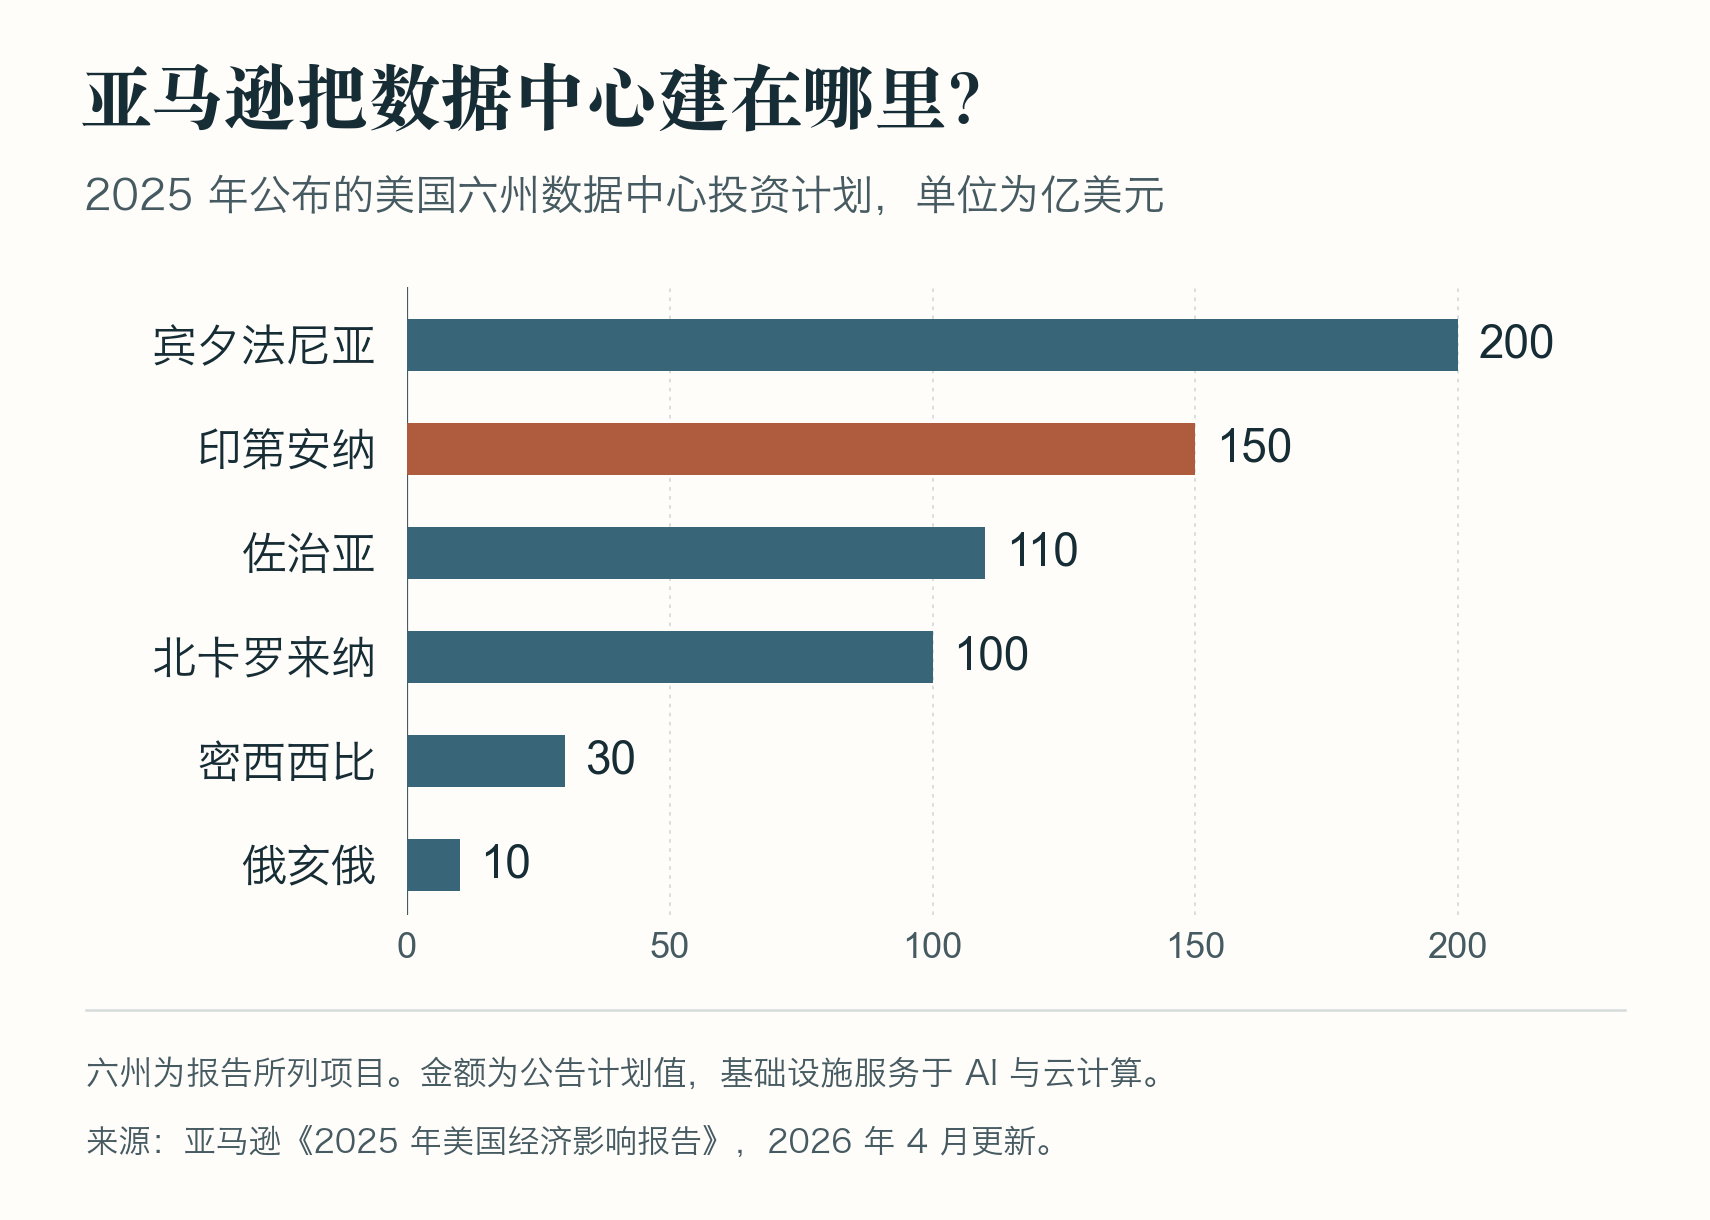 亚马逊把数据中心建在哪里？
2025 年公布的美国六州数据中心投资计划，单位为亿美元
宾夕法尼亚 200
印第安纳 150
佐治亚 110
北卡罗来纳 100
密西西比 30
俄亥俄 10
0 50 100 150 200
六州为报告所列项目。金额为公告计划值，基础设施服务于 AI 与云计算。
来源：亚马逊《2025 年美国经济影响报告》，2026 年 4 月更新。